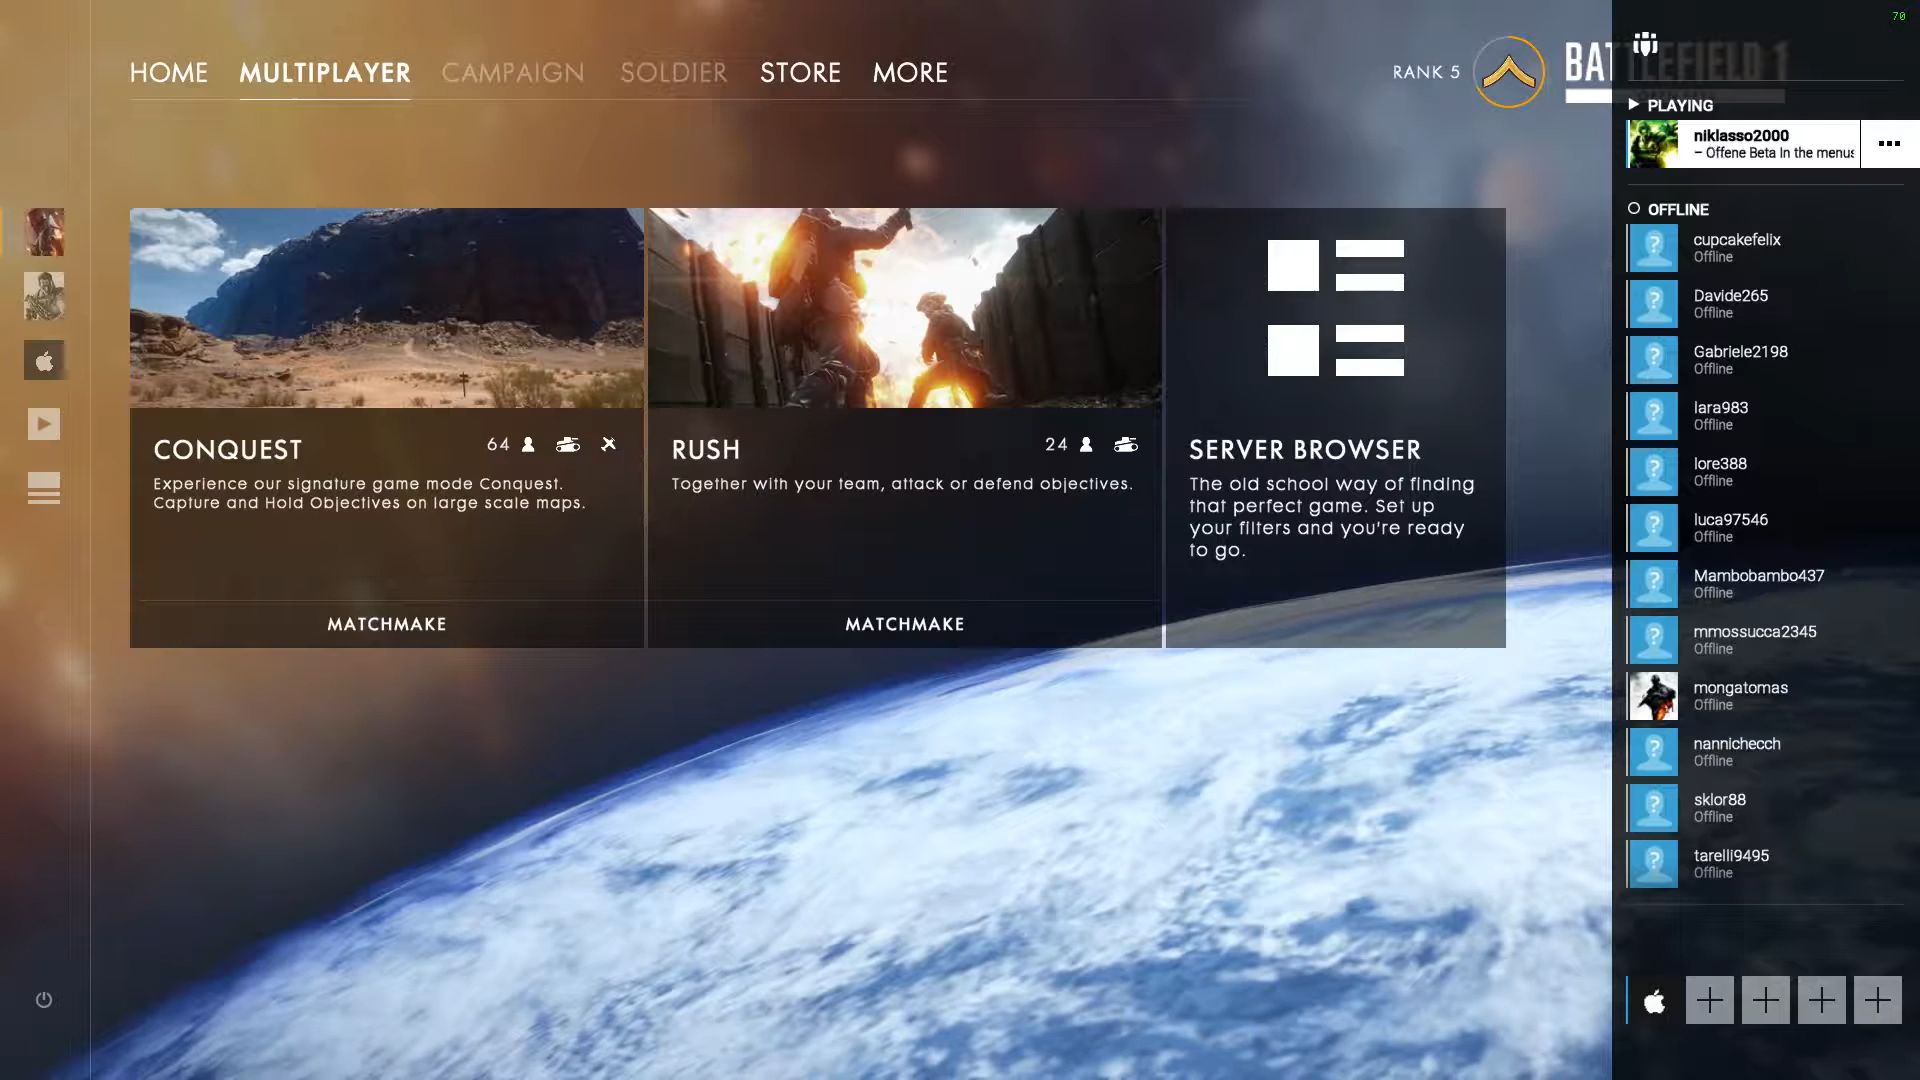 70
HOME MULTIPLAYER CAMPAIGN SOLDIER STORE MORE
RANK 5
BATTLEFIELD 1
PLAYING
niklasso2000
– Offene Beta In the menus
OFFLINE
cupcakefelix
Offline
Davide265
Offline
Gabriele2198
Offline
lara983
Offline
lore388
Offline
luca97546
Offline
Mambobambo437
Offline
mmossucca2345
Offline
mongatomas
Offline
nannichecch
Offline
sklor88
Offline
tarelli9495
Offline
CONQUEST 64
Experience our signature game mode Conquest.
Capture and Hold Objectives on large scale maps.
MATCHMAKE
RUSH 24
Together with your team, attack or defend objectives.
MATCHMAKE
SERVER BROWSER
The old school way of finding
that perfect game. Set up
your filters and you're ready
to go.